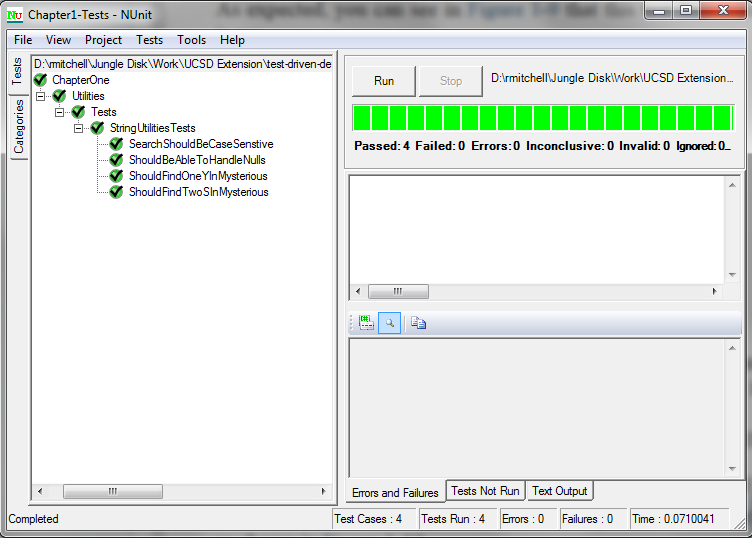 As expected, you can see in Figure 1-9 that this
Chapter1-Tests - NUnit
File View Project Tests Tools Help
Tests
Categories
D:\rmitchell\Jungle Disk\Work\UCSD Extension\test-driven-de
ChapterOne
Utilities
Tests
StringUtilitiesTests
SearchShouldBeCaseSenstive
ShouldBeAbleToHandleNulls
ShouldFindOneYInMysterious
ShouldFindTwoSInMysterious
Run Stop D:\rmitchell\Jungle Disk\Work\UCSD Extension...
Passed: 4 Failed: 0 Errors: 0 Inconclusive: 0 Invalid: 0 Ignored: 0...
Errors and Failures Tests Not Run Text Output
Completed Test Cases : 4 Tests Run : 4 Errors : 0 Failures : 0 Time : 0.0710041